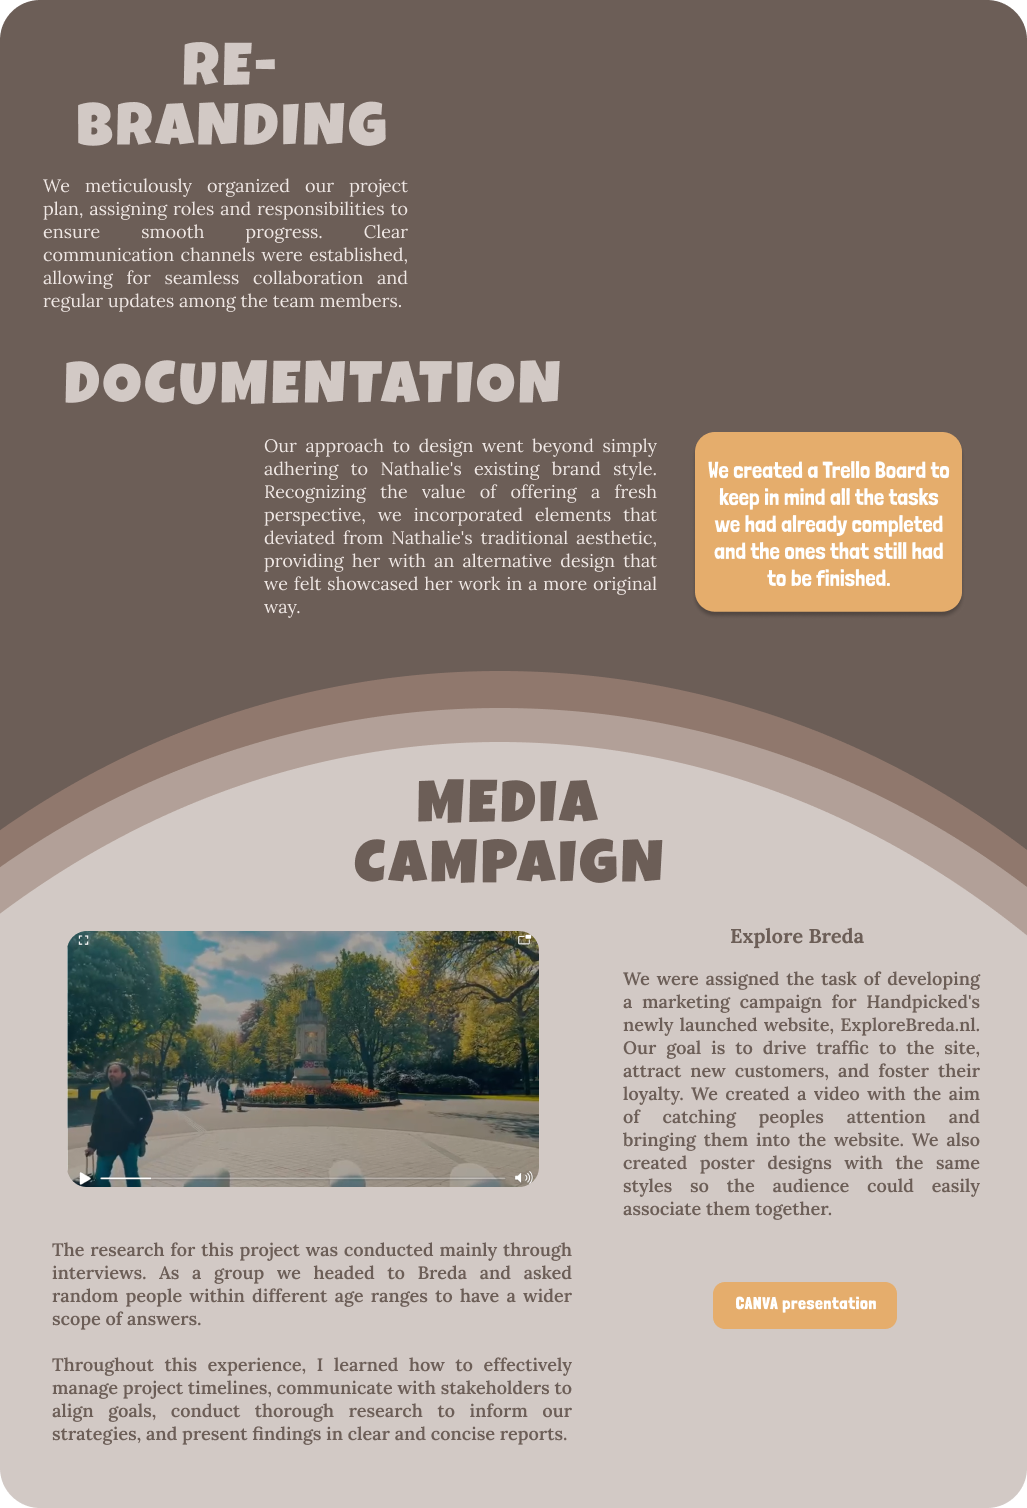 RE-
BRANDING
We meticulously organized our project
plan, assigning roles and responsibilities to
ensure smooth progress. Clear
communication channels were established,
allowing for seamless collaboration and
regular updates among the team members.
DOCUMENTATION
Our approach to design went beyond simply
adhering to Nathalie's existing brand style.
Recognizing the value of offering a fresh
perspective, we incorporated elements that
deviated from Nathalie's traditional aesthetic,
providing her with an alternative design that
we felt showcased her work in a more original
way.
We created a Trello Board to
keep in mind all the tasks
we had already completed
and the ones that still had
to be finished.
MEDIA
CAMPAIGN
Explore Breda
We were assigned the task of developing
a marketing campaign for Handpicked's
newly launched website, ExploreBreda.nl.
Our goal is to drive traffic to the site,
attract new customers, and foster their
loyalty. We created a video with the aim
of catching peoples attention and
bringing them into the website. We also
created poster designs with the same
styles so the audience could easily
associate them together.
The research for this project was conducted mainly through
interviews. As a group we headed to Breda and asked
random people within different age ranges to have a wider
scope of answers.
Throughout this experience, I learned how to effectively
manage project timelines, communicate with stakeholders to
align goals, conduct thorough research to inform our
strategies, and present findings in clear and concise reports.
CANVA presentation